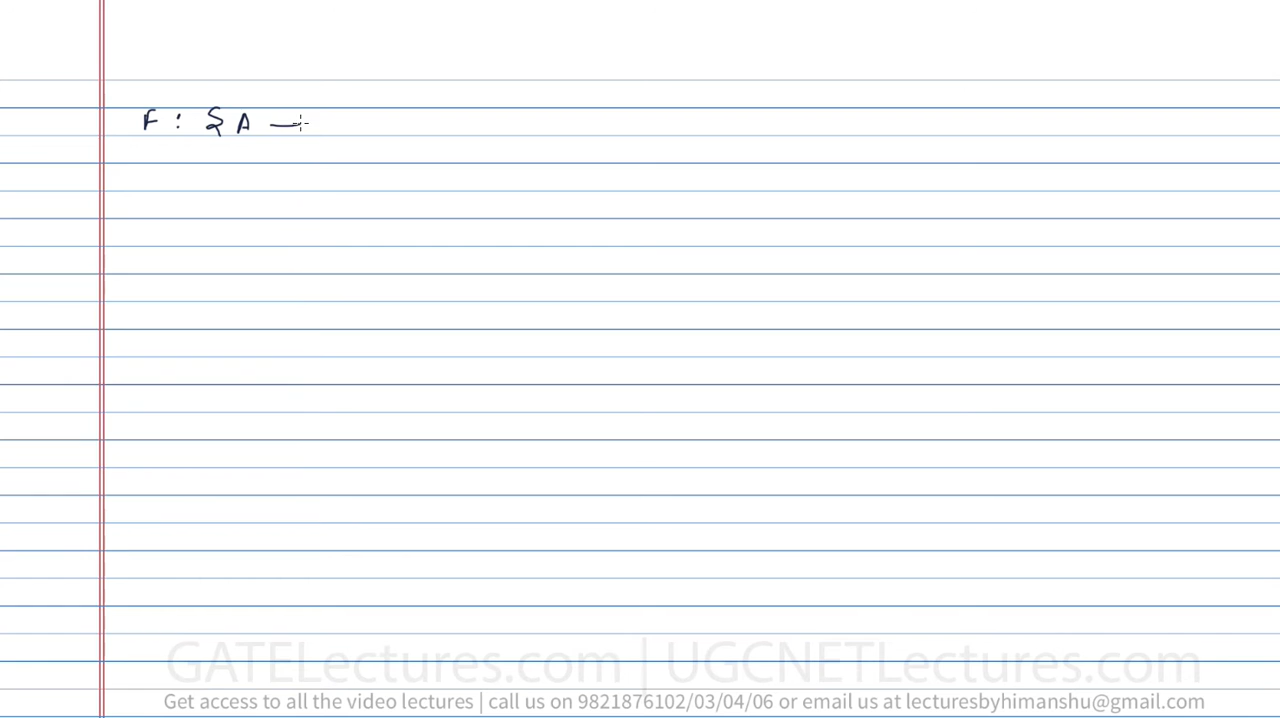 F : { A —
GATELectures.com | UGCNETLectures.com
Get access to all the video lectures | call us on 9821876102/03/04/06 or email us at lecturesbyhimanshu@gmail.com